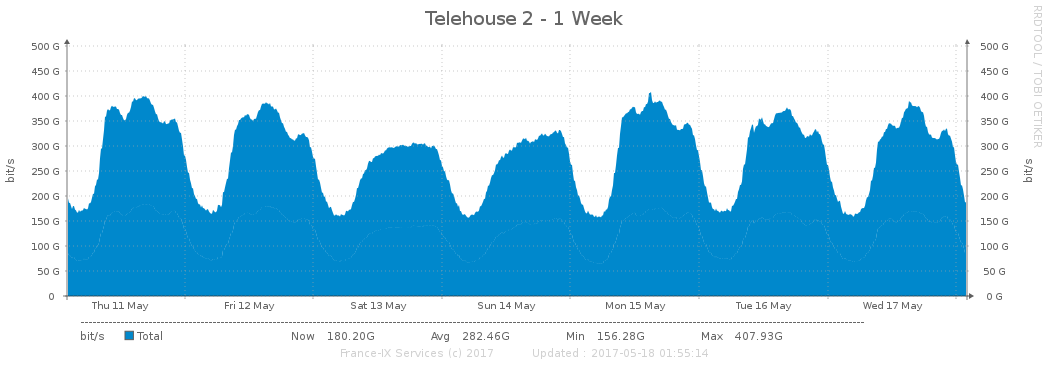 Telehouse 2 - 1 Week
RRDTOOL / TOBI OETIKER
500 G 500 G
450 G 450 G
400 G 400 G
350 G 350 G
300 G 300 G
250 G 250 G
200 G 200 G
150 G 150 G
100 G 100 G
50 G 50 G
0 0 G
bit/s bit/s
Thu 11 May Fri 12 May Sat 13 May Sun 14 May Mon 15 May Tue 16 May Wed 17 May
bit/s Total Now 180.20G Avg 282.46G Min 156.28G Max 407.93G
France-IX Services (c) 2017 Updated : 2017-05-18 01:55:14